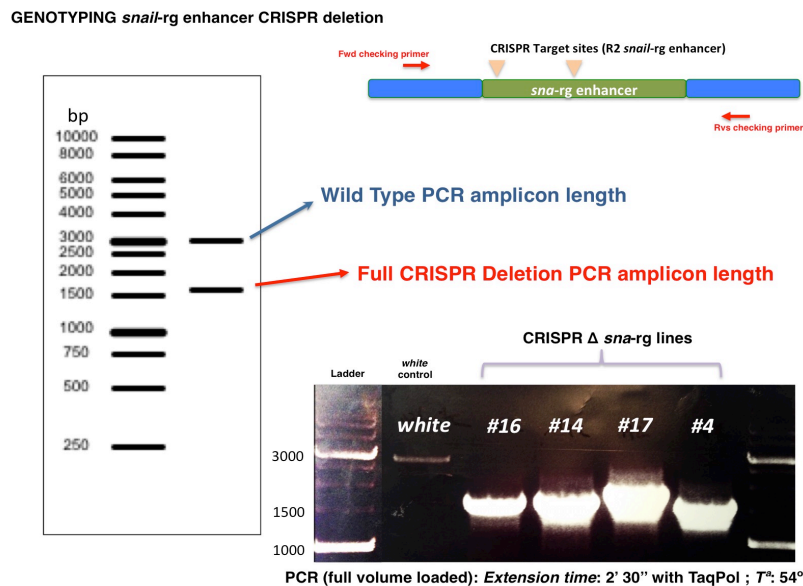 GENOTYPING snail-rg enhancer CRISPR deletion
CRISPR Target sites (R2 snail-rg enhancer)
Fwd checking primer
sna-rg enhancer
Rvs checking primer
bp
10000
8000
6000
5000
4000
3000
2500
2000
1500
1000
750
500
250
Wild Type PCR amplicon length
Full CRISPR Deletion PCR amplicon length
CRISPR Δ sna-rg lines
Ladder
white
control
white
#16
#14
#17
#4
3000
1500
1000
PCR (full volume loaded): Extension time: 2' 30'' with TaqPol ; Tª: 54º